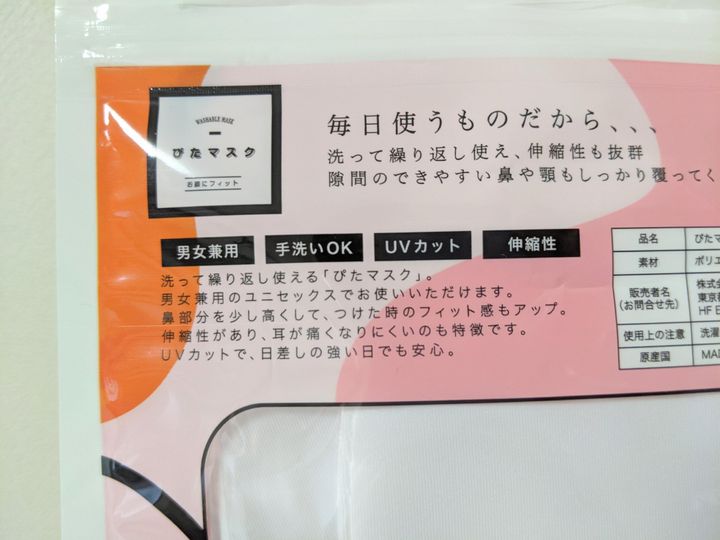 WASHABLE MASK
ぴたマスク
お顔にフィット
毎日使うものだから、、、
洗って繰り返し使え、伸縮性も抜群
隙間のできやすい鼻や顎もしっかり覆ってく
男女兼用 手洗いOK UVカット 伸縮性
洗って繰り返し使える「ぴたマスク」。
男女兼用のユニセックスでお使いいただけます。
鼻部分を少し高くして、つけた時のフィット感もアップ。
伸縮性があり、耳が痛くなりにくいのも特徴です。
UVカットで、日差しの強い日でも安心。
品名 ぴたマ
素材 ポリエ
販売者名
(お問合せ先)
株式会
東京都
HF E
使用上の注意 洗濯
原産国 MAD